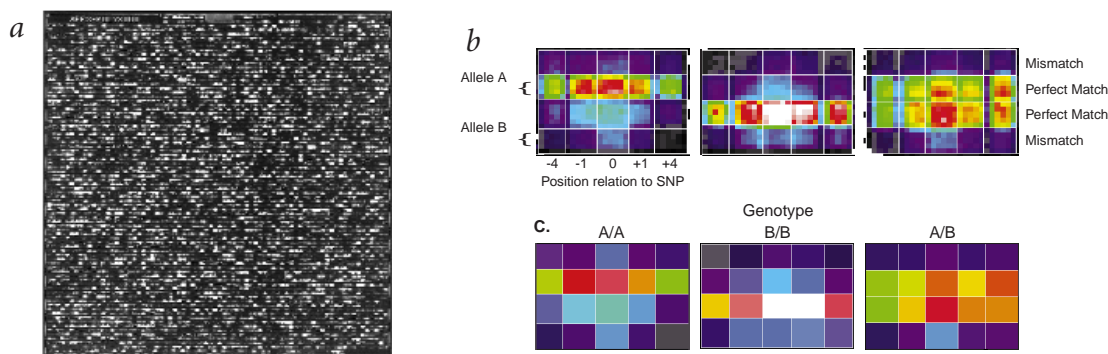 a
b
Allele A
{
Allele B
{
Mismatch
Perfect Match
Perfect Match
Mismatch
-4 -1 0 +1 +4
Position relation to SNP
Genotype
C.
A/A B/B A/B